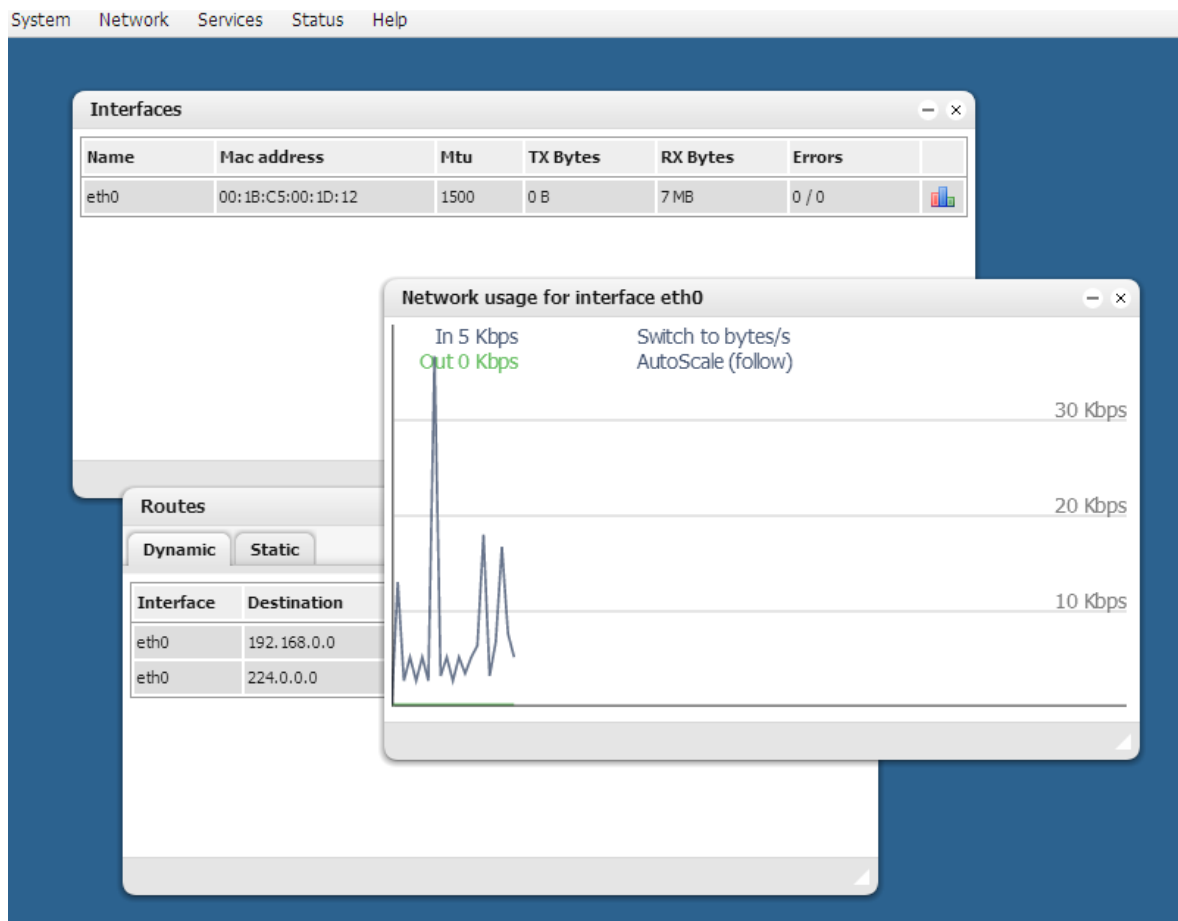 System Network Services Status Help
Interfaces
Name Mac address Mtu TX Bytes RX Bytes Errors
eth0 00:1B:C5:00:1D:12 1500 0 B 7 MB 0 / 0
Network usage for interface eth0
In 5 Kbps Switch to bytes/s
Out 0 Kbps AutoScale (follow)
30 Kbps
20 Kbps
10 Kbps
Routes
Dynamic Static
Interface Destination
eth0 192.168.0.0
eth0 224.0.0.0